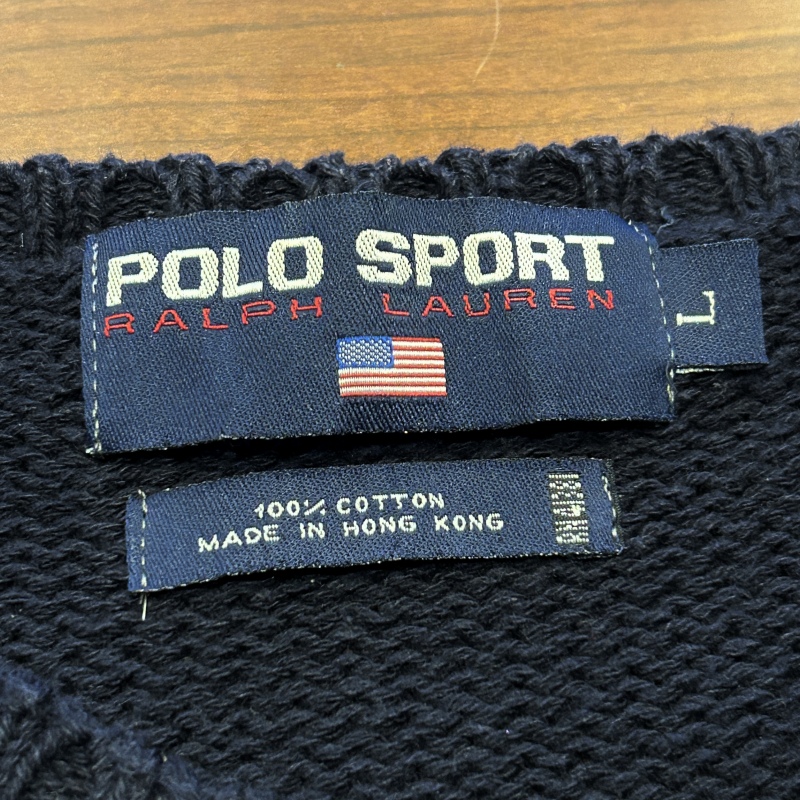 POLO SPORT
RALPH LAUREN
L
100% COTTON
MADE IN HONG KONG